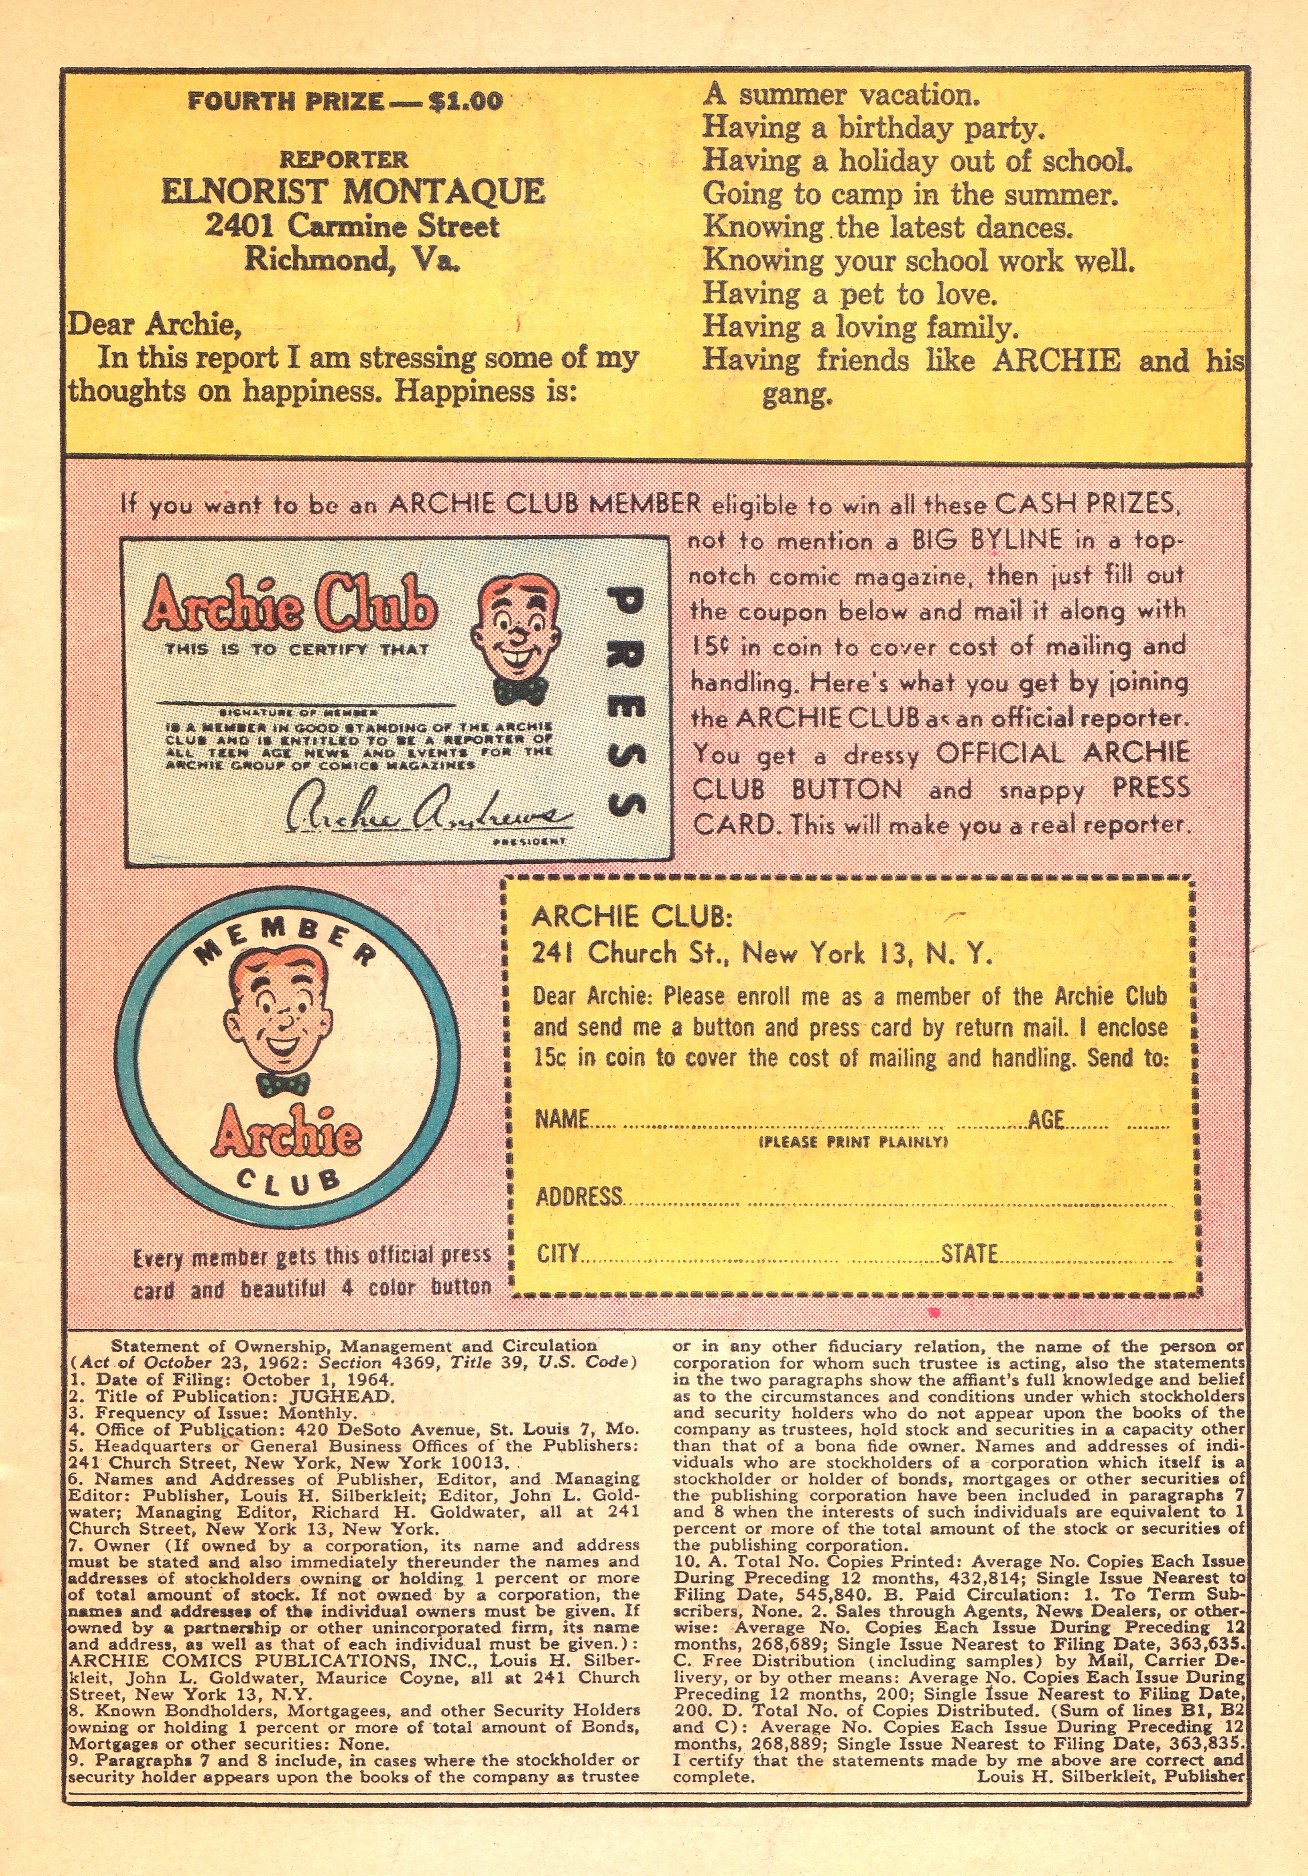 FOURTH PRIZE — $1.00
REPORTER
ELNORIST MONTAQUE
2401 Carmine Street
Richmond, Va.
Dear Archie,
In this report I am stressing some of my
thoughts on happiness. Happiness is:
A summer vacation.
Having a birthday party.
Having a holiday out of school.
Going to camp in the summer.
Knowing the latest dances.
Knowing your school work well.
Having a pet to love.
Having a loving family.
Having friends like ARCHIE and his
gang.
If you want to be an ARCHIE CLUB MEMBER eligible to win all these CASH PRIZES,
not to mention a BIG BYLINE in a top-
notch comic magazine, then just fill out
the coupon below and mail it along with
15¢ in coin to cover cost of mailing and
handling. Here's what you get by joining
the ARCHIE CLUB as an official reporter.
You get a dressy OFFICIAL ARCHIE
CLUB BUTTON and snappy PRESS
CARD. This will make you a real reporter.
Archie Club
THIS IS TO CERTIFY THAT
SIGNATURE OF MEMBER
IS A MEMBER IN GOOD STANDING OF THE ARCHIE
CLUB AND IS ENTITLED TO BE A REPORTER OF
ALL TEEN AGE NEWS AND EVENTS FOR THE
ARCHIE GROUP OF COMICS MAGAZINES
Archie Andrews
PRESIDENT
PRESS
MEMBER
Archie
CLUB
Every member gets this official press
card and beautiful 4 color button
ARCHIE CLUB:
241 Church St., New York 13, N. Y.
Dear Archie: Please enroll me as a member of the Archie Club
and send me a button and press card by return mail. I enclose
15c in coin to cover the cost of mailing and handling. Send to:
NAME AGE
(PLEASE PRINT PLAINLY)
ADDRESS
CITY STATE
Statement of Ownership, Management and Circulation
(Act of October 23, 1962: Section 4369, Title 39, U.S. Code)
1. Date of Filing: October 1, 1964.
2. Title of Publication: JUGHEAD.
3. Frequency of Issue: Monthly.
4. Office of Publication: 420 DeSoto Avenue, St. Louis 7, Mo.
5. Headquarters or General Business Offices of the Publishers:
241 Church Street, New York, New York 10013.
6. Names and Addresses of Publisher, Editor, and Managing
Editor: Publisher, Louis H. Silberkleit; Editor, John L. Gold-
water; Managing Editor, Richard H. Goldwater, all at 241
Church Street, New York 13, New York.
7. Owner (If owned by a corporation, its name and address
must be stated and also immediately thereunder the names and
addresses of stockholders owning or holding 1 percent or more
of total amount of stock. If not owned by a corporation, the
names and addresses of the individual owners must be given. If
owned by a partnership or other unincorporated firm, its name
and address, as well as that of each individual must be given.):
ARCHIE COMICS PUBLICATIONS, INC., Louis H. Silber-
kleit, John L. Goldwater, Maurice Coyne, all at 241 Church
Street, New York 13, N.Y.
8. Known Bondholders, Mortgagees, and other Security Holders
owning or holding 1 percent or more of total amount of Bonds,
Mortgages or other securities: None.
9. Paragraphs 7 and 8 include, in cases where the stockholder or
security holder appears upon the books of the company as trustee
or in any other fiduciary relation, the name of the person or
corporation for whom such trustee is acting, also the statements
in the two paragraphs show the affiant's full knowledge and belief
as to the circumstances and conditions under which stockholders
and security holders who do not appear upon the books of the
company as trustees, hold stock and securities in a capacity other
than that of a bona fide owner. Names and addresses of indi-
viduals who are stockholders of a corporation which itself is a
stockholder or holder of bonds, mortgages or other securities of
the publishing corporation have been included in paragraphs 7
and 8 when the interests of such individuals are equivalent to 1
percent or more of the total amount of the stock or securities of
the publishing corporation.
10. A. Total No. Copies Printed: Average No. Copies Each Issue
During Preceding 12 months, 432,814; Single Issue Nearest to
Filing Date, 545,840. B. Paid Circulation: 1. To Term Sub-
scribers, None. 2. Sales through Agents, News Dealers, or other-
wise: Average No. Copies Each Issue During Preceding 12
months, 268,689; Single Issue Nearest to Filing Date, 363,635.
C. Free Distribution (including samples) by Mail, Carrier De-
livery, or by other means: Average No. Copies Each Issue During
Preceding 12 months, 200; Single Issue Nearest to Filing Date,
200. D. Total No. of Copies Distributed. (Sum of lines B1, B2
and C): Average No. Copies Each Issue During Preceding 12
months, 268,889; Single Issue Nearest to Filing Date, 363,835.
I certify that the statements made by me above are correct and
complete. Louis H. Silberkleit, Publisher